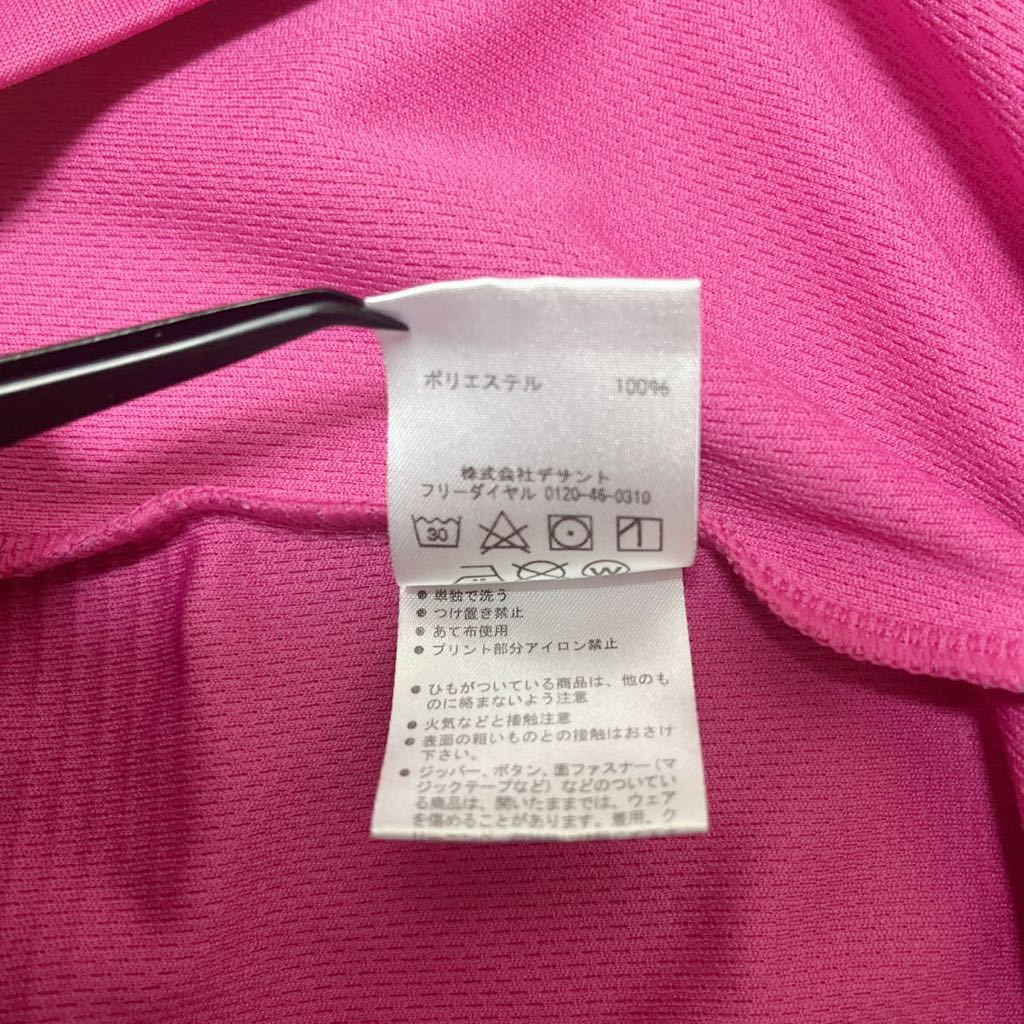 ポリエステル 100%
株式会社デサント
フリーダイヤル 0120-46-0310
30
W
● 単独で洗う
● つけ置き禁止
● あて布使用
● プリント部分アイロン禁止
● ひもがついている商品は、他のも
のに絡まないよう注意
● 火気などと接触注意
● 表面の粗いものとの接触はおさけ
下さい。
● ジッパー、ボタン、面ファスナー(マ
ジックテープなど)などのついてい
る商品は、開いたままでは、ウェア
を傷めることがあります。着用、ク